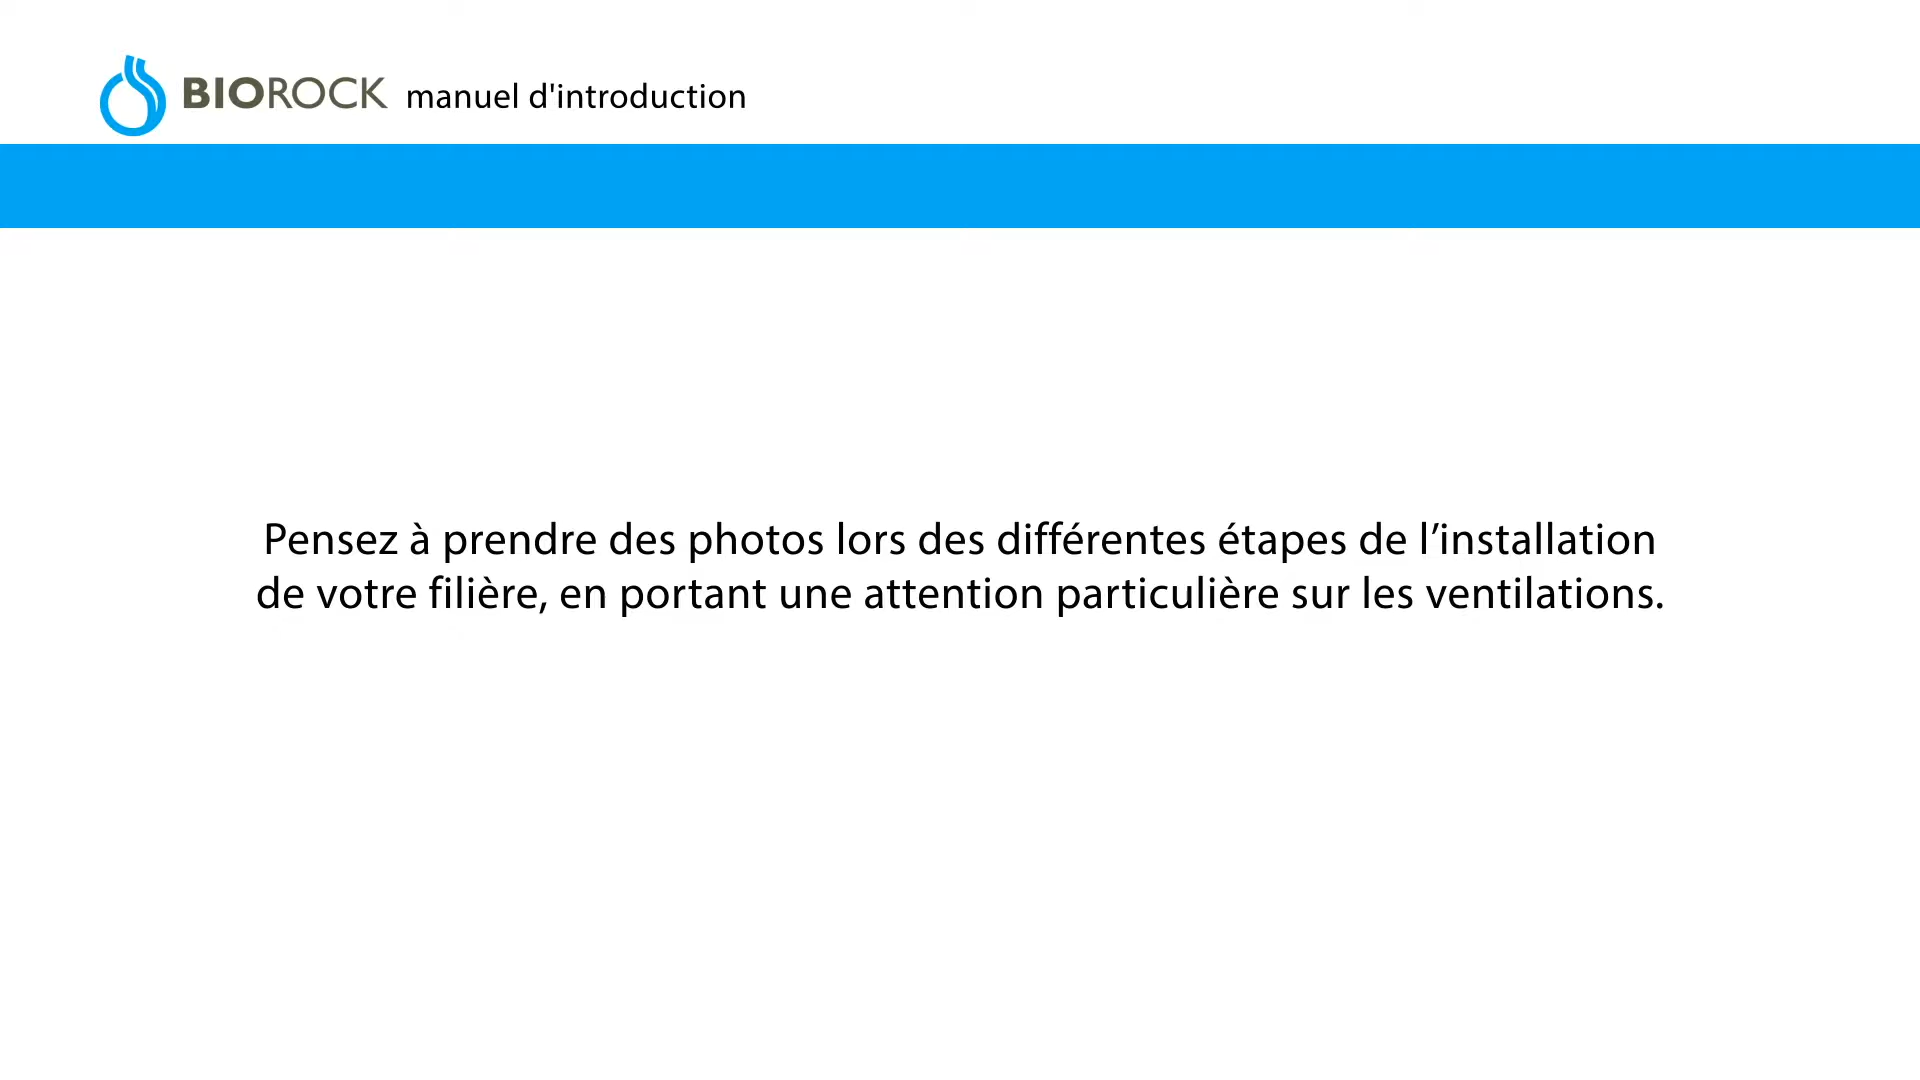 BIOROCK manuel d'introduction
Pensez à prendre des photos lors des différentes étapes de l’installation
de votre filière, en portant une attention particulière sur les ventilations.